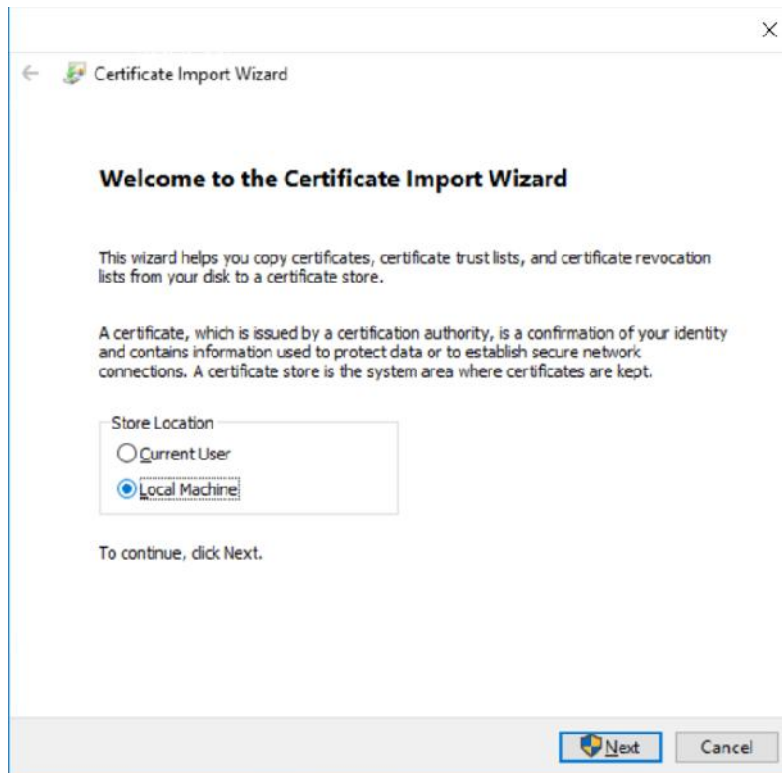 Certificate Import Wizard
Welcome to the Certificate Import Wizard
This wizard helps you copy certificates, certificate trust lists, and certificate revocation
lists from your disk to a certificate store.
A certificate, which is issued by a certification authority, is a confirmation of your identity
and contains information used to protect data or to establish secure network
connections. A certificate store is the system area where certificates are kept.
Store Location
Current User
Local Machine
To continue, click Next.
Next Cancel